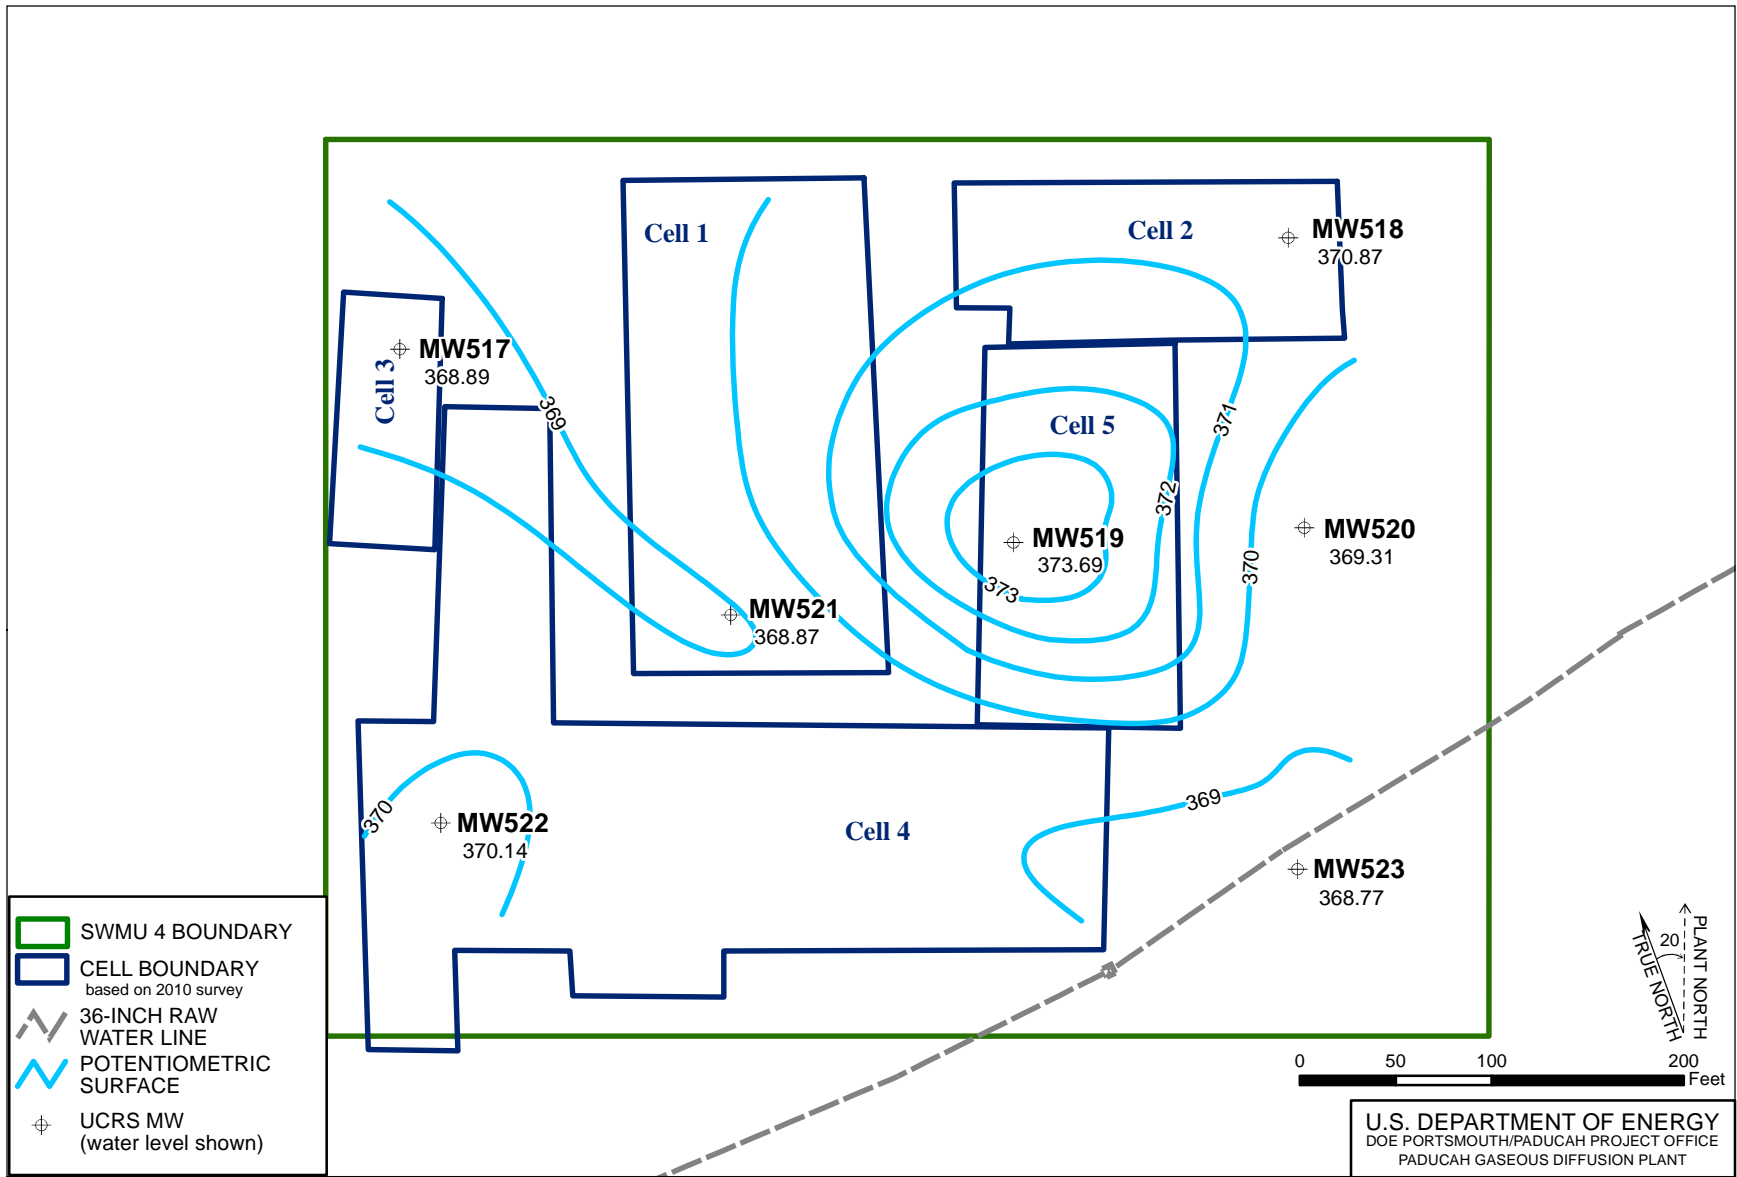 Cell 1
Cell 2
MW518
370.87
MW517
368.89
Cell 3
369
371
Cell 5
372
MW519
373.69
373
MW520
369.31
370
MW521
368.87
370
MW522
370.14
Cell 4
369
MW523
368.77
SWMU 4 BOUNDARY
CELL BOUNDARY
based on 2010 survey
36-INCH RAW
WATER LINE
POTENTIOMETRIC
SURFACE
UCRS MW
(water level shown)
TRUE NORTH
20
PLANT NORTH
0 50 100 200
Feet
U.S. DEPARTMENT OF ENERGY
DOE PORTSMOUTH/PADUCAH PROJECT OFFICE
PADUCAH GASEOUS DIFFUSION PLANT